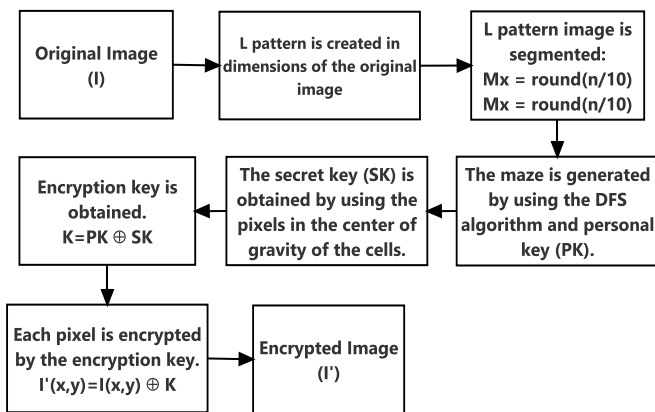 Original Image
(I)
L pattern is created in
dimensions of the original
image
L pattern image is
segmented:
Mx = round(n/10)
Mx = round(n/10)
The maze is generated
by using the DFS
algorithm and personal
key (PK).
The secret key (SK) is
obtained by using the
pixels in the center of
gravity of the cells.
Encryption key is
obtained.
K=PK ⊕ SK
Each pixel is encrypted
by the encryption key.
I'(x,y)=I(x,y) ⊕ K
Encrypted Image
(I')